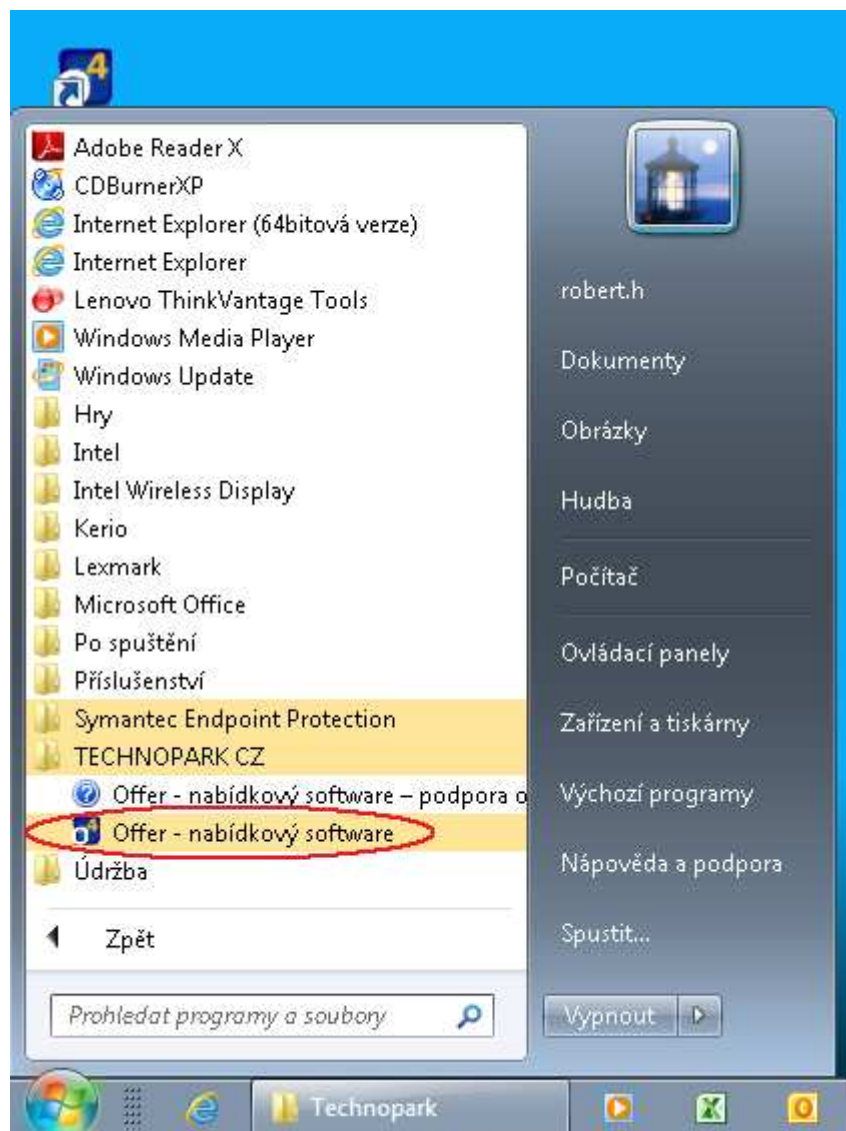 4
Adobe Reader X
CDBurnerXP
Internet Explorer (64bitová verze)
Internet Explorer
Lenovo ThinkVantage Tools
Windows Media Player
Windows Update
Hry
Intel
Intel Wireless Display
Kerio
Lexmark
Microsoft Office
Po spuštění
Příslušenství
Symantec Endpoint Protection
TECHNOPARK CZ
Offer - nabídkový software – podpora o
Offer - nabídkový software
Údržba
Zpět
Prohledat programy a soubory
robert.h
Dokumenty
Obrázky
Hudba
Počítač
Ovládací panely
Zařízení a tiskárny
Výchozí programy
Nápověda a podpora
Spustit...
Vypnout
Technopark